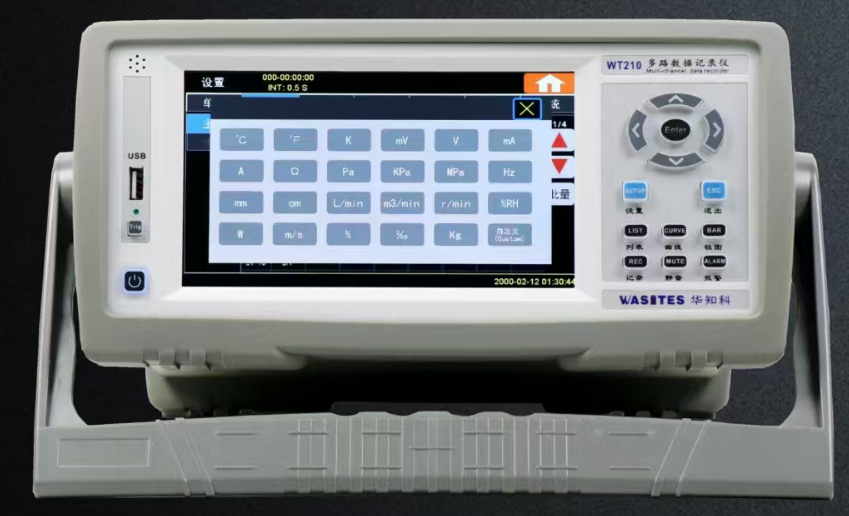 设置
000-00:00:00
INT: 0.5 S
统
1/4
℃ ℉ K mV V mA
A Ω Pa KPa MPa Hz
mm cm L/min m3/min r/min %RH
W m/s % ‰ Kg 自定义
(Custom)
批量
2000-02-12 01:30:44
USB
Trig
WT210 多路数据记录仪
Multi-channel data recorder
Enter
SETUP ESC
设置 退出
LIST CURVE BAR
列表 曲线 柱图
REC MUTE ALARM
记录 静音 报警
WASITES 华知科